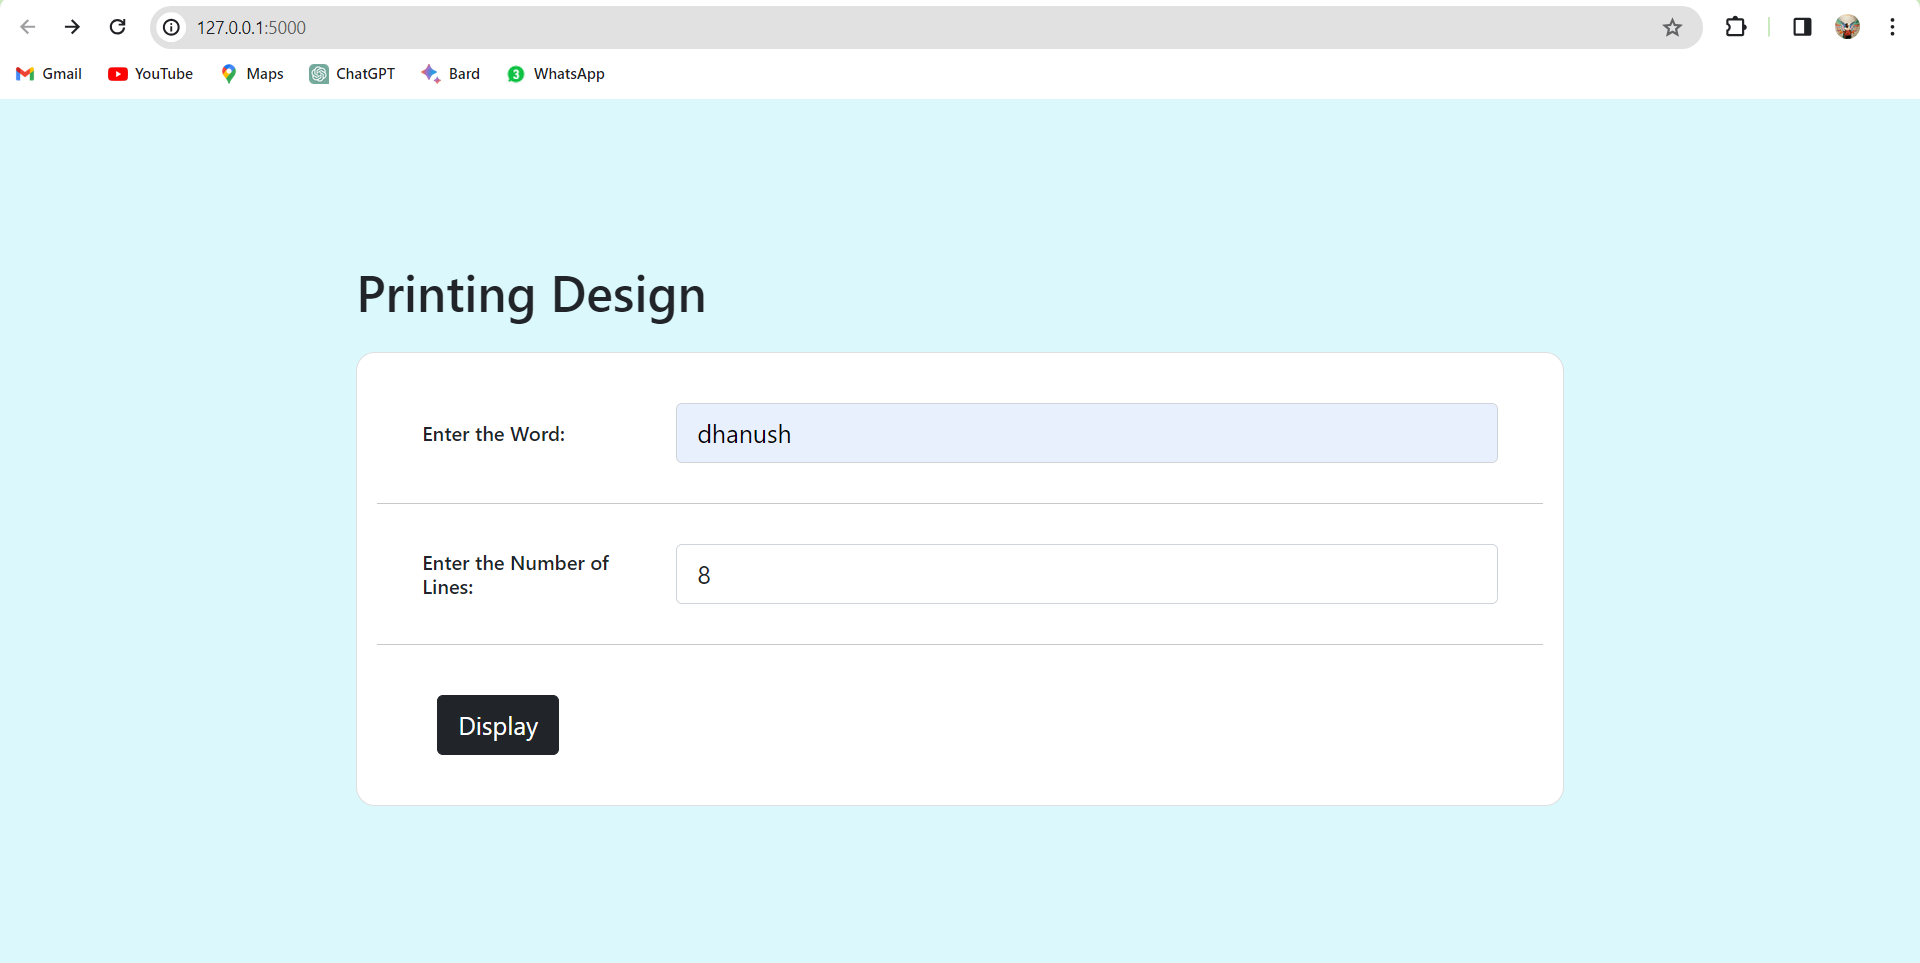 127.0.0.1:5000
Gmail YouTube Maps ChatGPT Bard 3 WhatsApp
Printing Design
Enter the Word: dhanush
Enter the Number of
Lines: 8
Display